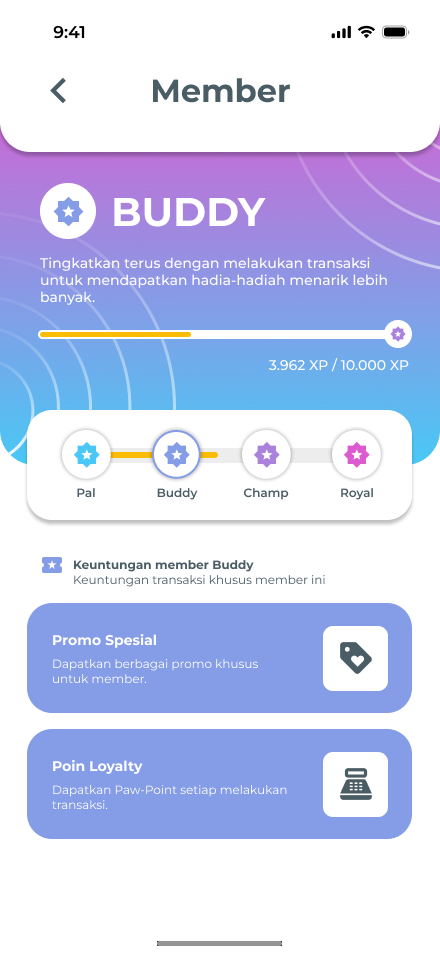 9:41
Member
BUDDY
Tingkatkan terus dengan melakukan transaksi
untuk mendapatkan hadia-hadiah menarik lebih
banyak.
3.962 XP / 10.000 XP
Pal
Buddy
Champ
Royal
Keuntungan member Buddy
Keuntungan transaksi khusus member ini
Promo Spesial
Dapatkan berbagai promo khusus
untuk member.
Poin Loyalty
Dapatkan Paw-Point setiap melakukan
transaksi.